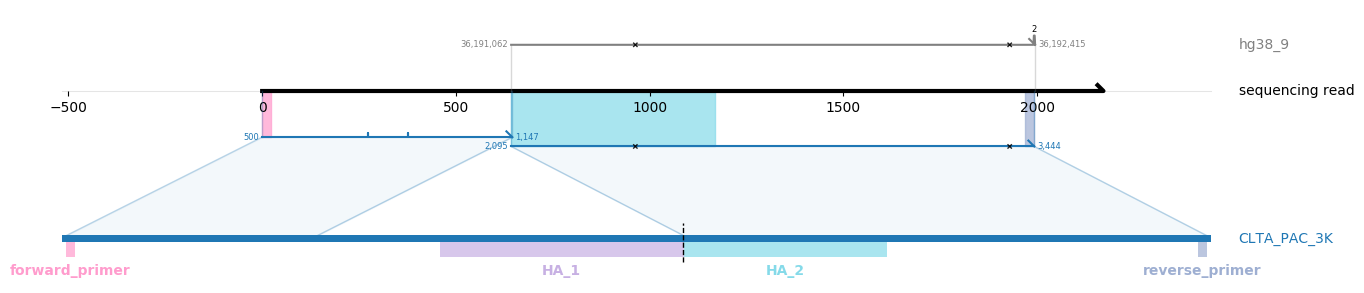 2
36,191,062 36,192,415 hg38_9
sequencing read
−500 0 500 1000 1500 2000
500 1,147
2,095 3,444
CLTA_PAC_3K
forward_primer HA_1 HA_2 reverse_primer